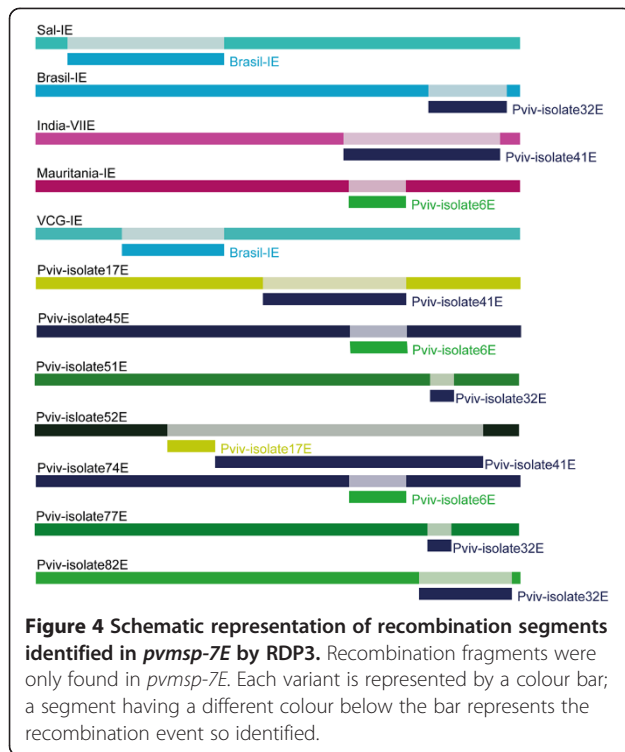 Sal-IE
Brasil-IE
Brasil-IE
Pviv-isolate32E
India-VIIE
Pviv-isolate41E
Mauritania-IE
Pviv-isolate6E
VCG-IE
Brasil-IE
Pviv-isolate17E
Pviv-isolate41E
Pviv-isolate45E
Pviv-isolate6E
Pviv-isolate51E
Pviv-isolate32E
Pviv-isloate52E
Pviv-isolate17E
Pviv-isolate41E
Pviv-isolate74E
Pviv-isolate6E
Pviv-isolate77E
Pviv-isolate32E
Pviv-isolate82E
Pviv-isolate32E
Figure 4 Schematic representation of recombination segments
identified in pvmsp-7E by RDP3. Recombination fragments were
only found in pvmsp-7E. Each variant is represented by a colour bar;
a segment having a different colour below the bar represents the
recombination event so identified.